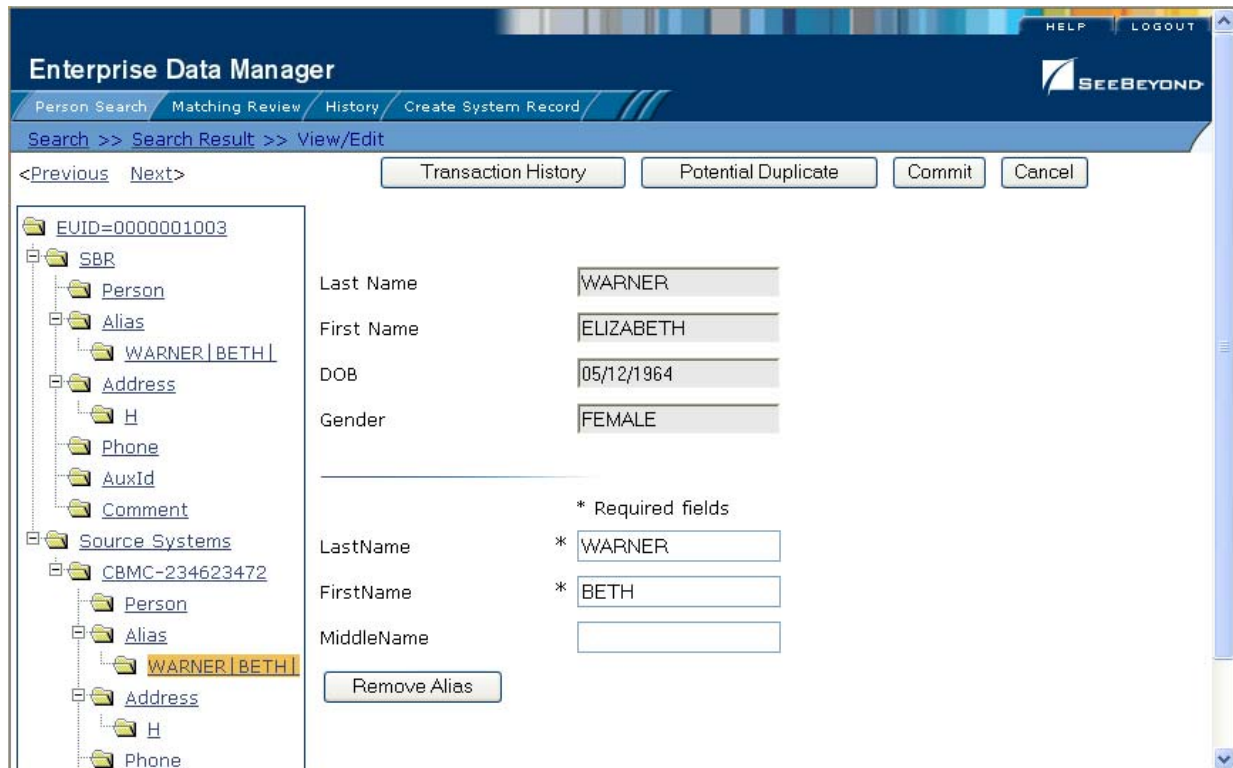 HELP LOGOUT
Enterprise Data Manager
SEEBEYOND
Person Search Matching Review History Create System Record
Search >> Search Result >> View/Edit
<Previous Next>
Transaction History Potential Duplicate Commit Cancel
EUID=0000001003
SBR
Person
Alias
WARNER|BETH|
Address
H
Phone
AuxId
Comment
Source Systems
CBMC-234623472
Person
Alias
WARNER|BETH|
Address
H
Phone
Last Name WARNER
First Name ELIZABETH
DOB 05/12/1964
Gender FEMALE
* Required fields
LastName * WARNER
FirstName * BETH
MiddleName
Remove Alias